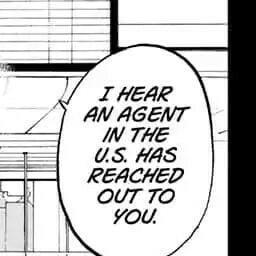 I HEAR
AN AGENT
IN THE
U.S. HAS
REACHED
OUT TO
YOU.